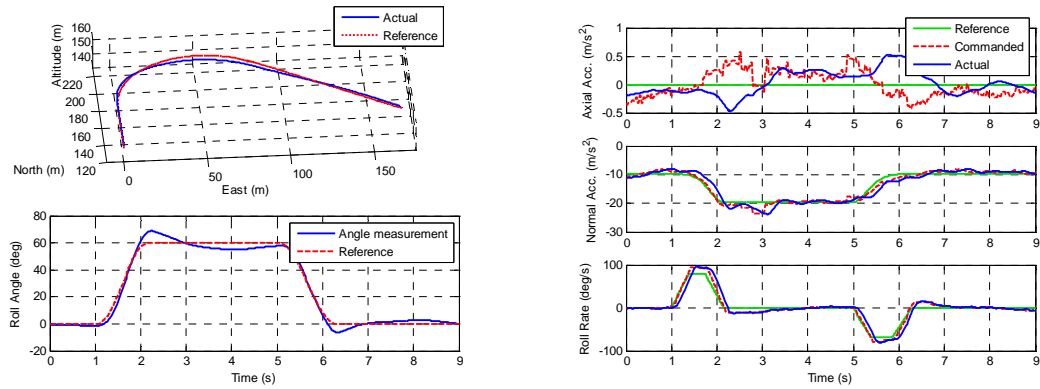 Actual
Reference
Altitude (m)
160
150
140
220
200
180
160
140
120
North (m)
0
50
100
150
East (m)
Roll Angle (deg)
80
60
40
20
0
-20
Angle measurement
Reference
0 1 2 3 4 5 6 7 8 9
Time (s)
Axial Acc. (m/s²)
1
0.5
0
-0.5
Reference
Commanded
Actual
0 1 2 3 4 5 6 7 8 9
Normal Acc. (m/s²)
0
-10
-20
-30
0 1 2 3 4 5 6 7 8 9
Roll Rate (deg/s)
100
0
-100
0 1 2 3 4 5 6 7 8 9
Time (s)